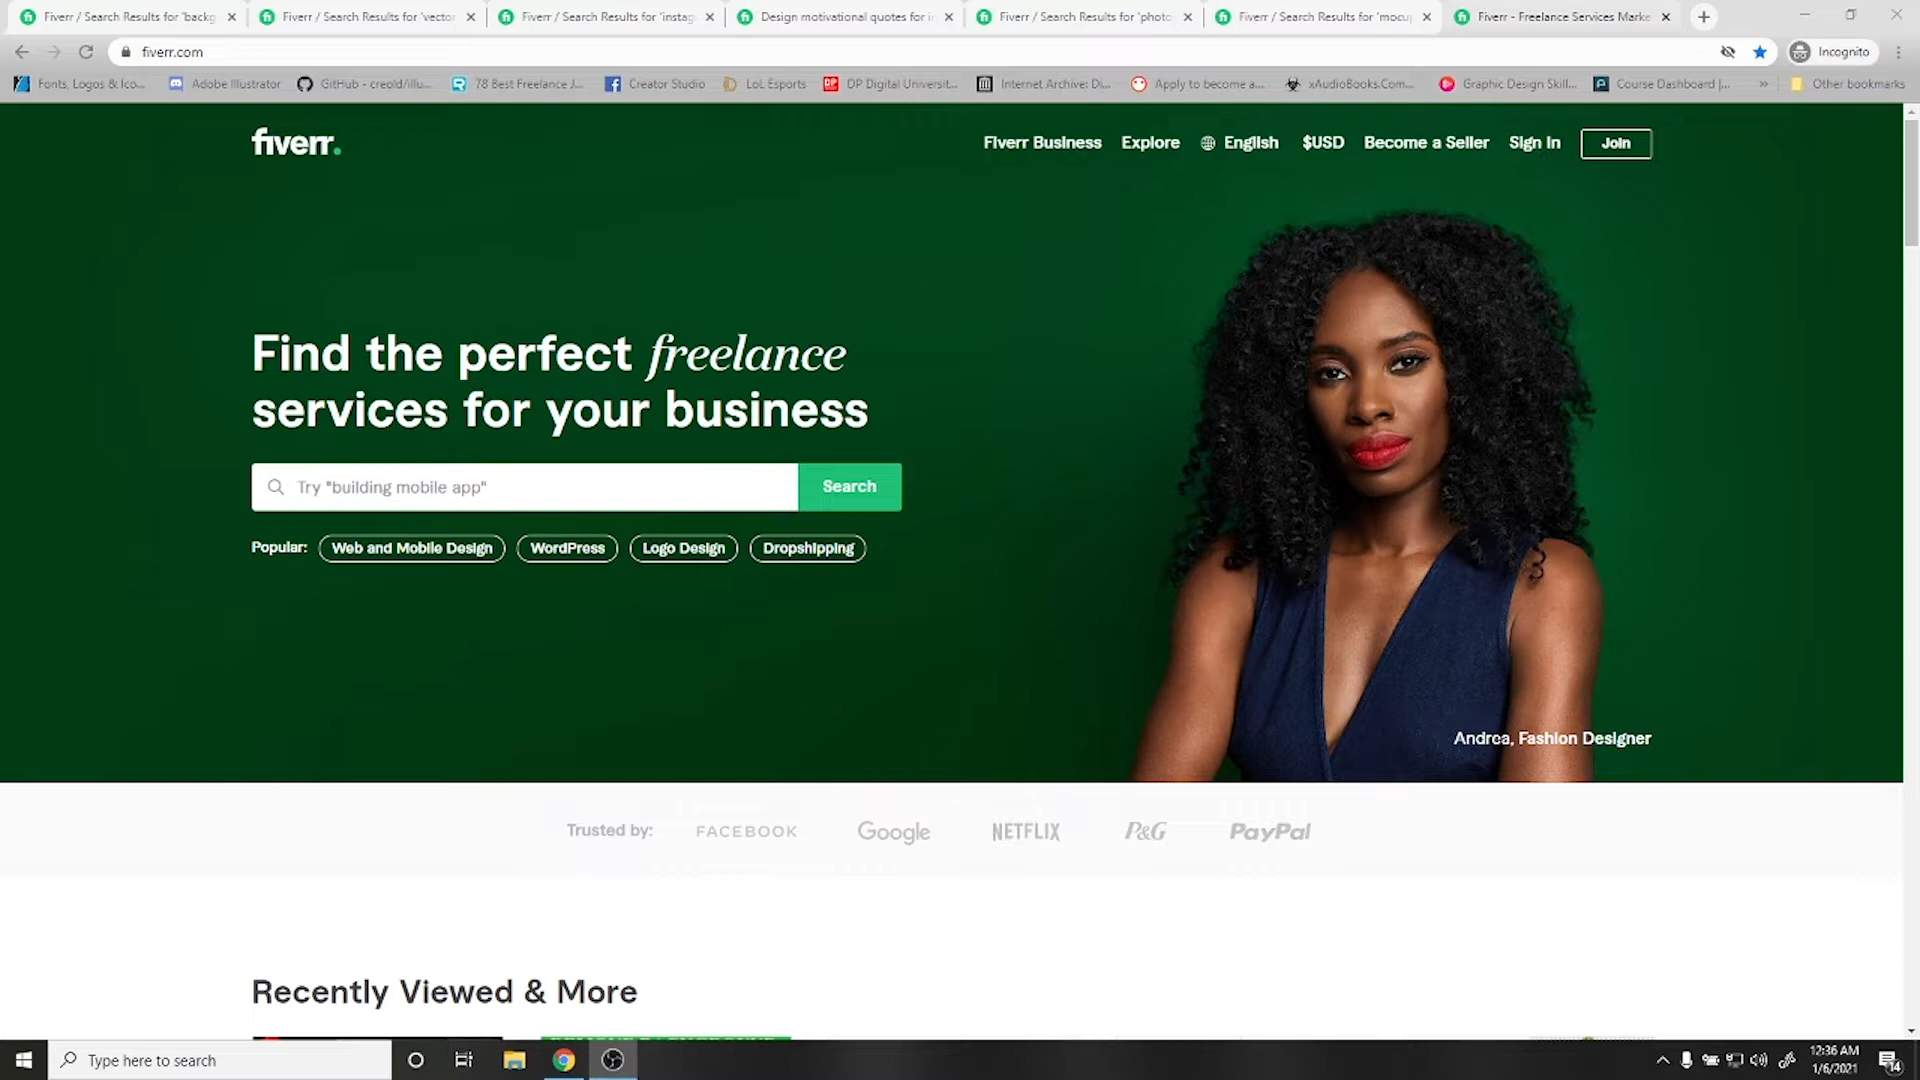 Fiverr / Search Results for 'backg
Fiverr / Search Results for 'vector
Fiverr / Search Results for 'instag
Design motivational quotes for i
Fiverr / Search Results for 'photo
Fiverr / Search Results for 'mocup
Fiverr - Freelance Services Marke
fiverr.com
Incognito
Fonts, Logos & Ico...
Adobe Illustrator
GitHub - creold/illu...
78 Best Freelance J...
Creator Studio
LoL Esports
DP Digital Universit...
Internet Archive: Di...
Apply to become a...
xAudioBooks.Com...
Graphic Design Skill...
Course Dashboard |...
»
Other bookmarks
fiverr.
Fiverr Business
Explore
English
$USD
Become a Seller
Sign In
Join
Find the perfect freelance
services for your business
Try "building mobile app"
Search
Popular:
Web and Mobile Design
WordPress
Logo Design
Dropshipping
Andrea, Fashion Designer
Trusted by:
FACEBOOK
Google
NETFLIX
P&G
PayPal
Recently Viewed & More
Type here to search
12:36 AM
1/6/2021
14